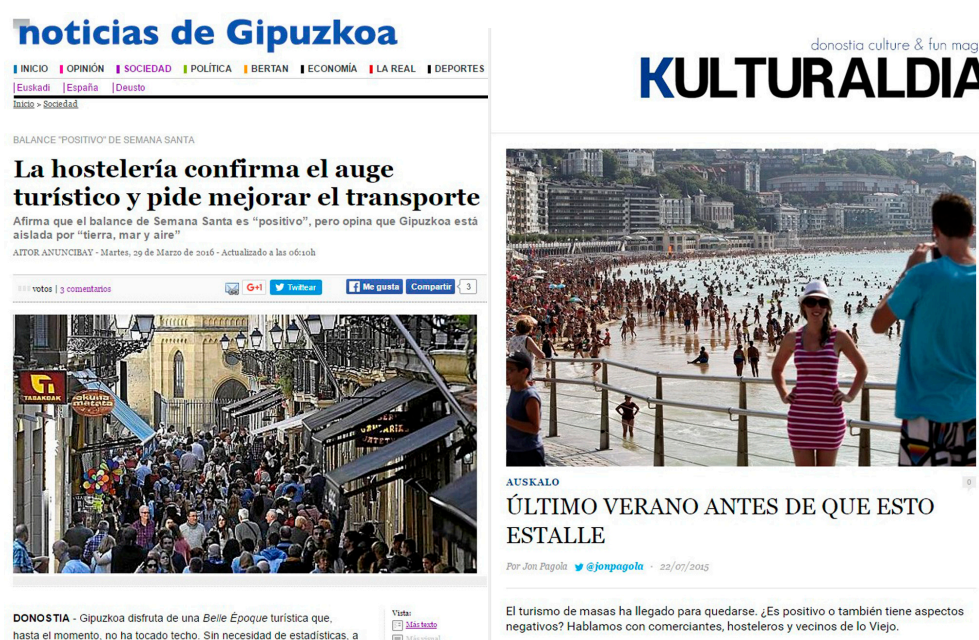 noticias de Gipuzkoa
INICIO OPINIÓN SOCIEDAD POLÍTICA BERTAN ECONOMÍA LA REAL DEPORTES
Euskadi España Deusto
Inicio » Sociedad
BALANCE "POSITIVO" DE SEMANA SANTA
La hostelería confirma el auge
turístico y pide mejorar el transporte
Afirma que el balance de Semana Santa es “positivo”, pero opina que Gipuzkoa está
aislada por “tierra, mar y aire”
AITOR ANUNCIBAY - Martes, 29 de Marzo de 2016 - Actualizado a las 06:10h
votos | 3 comentarios
G+1 Twittear Me gusta Compartir 3
TABAKOAK
DONOSTIA - Gipuzkoa disfruta de una Belle Époque turística que,
hasta el momento, no ha tocado techo. Sin necesidad de estadísticas, a
Vista:
Más texto
Más visual
donostia culture & fun mag
KULTURALDIA
AUSKALO
0
ÚLTIMO VERANO ANTES DE QUE ESTO
ESTALLE
Por Jon Pagola @jonpagola - 22/07/2015
El turismo de masas ha llegado para quedarse. ¿Es positivo o también tiene aspectos
negativos? Hablamos con comerciantes, hosteleros y vecinos de lo Viejo.